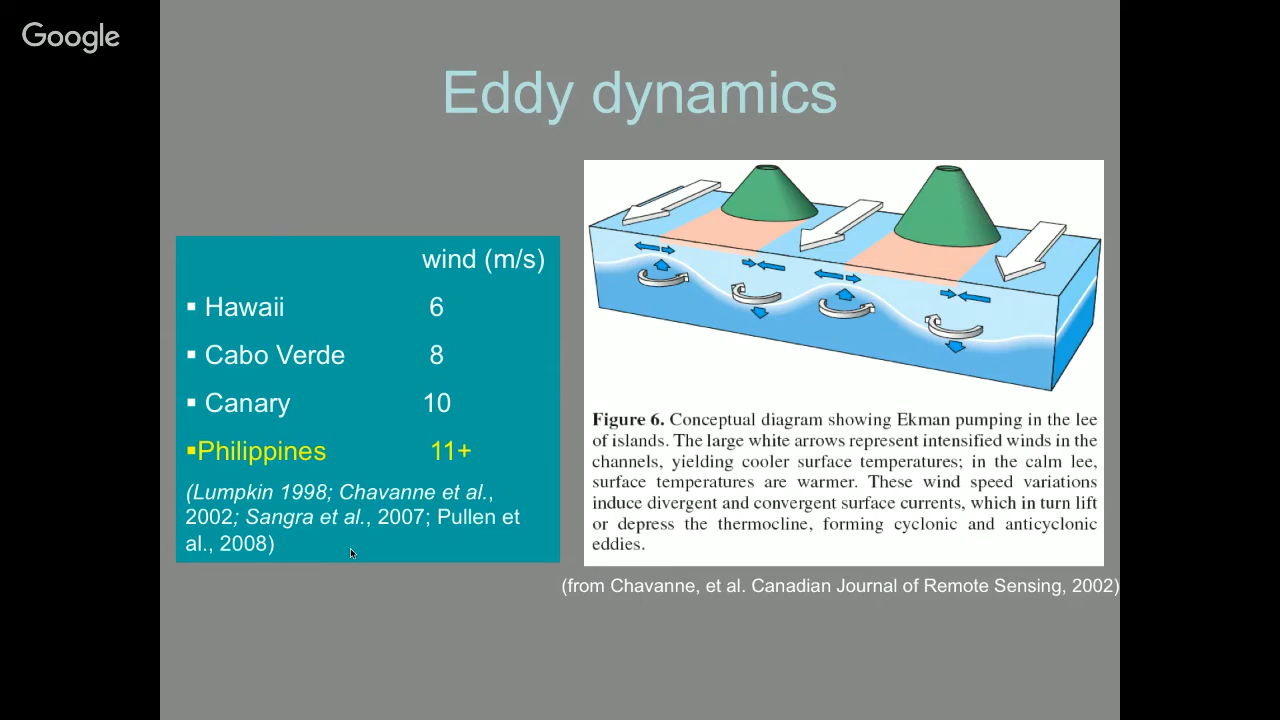 Google
Eddy dynamics
wind (m/s)
▪ Hawaii 6
▪ Cabo Verde 8
▪ Canary 10
▪Philippines 11+
(Lumpkin 1998; Chavanne et al.,
2002; Sangra et al., 2007; Pullen et
al., 2008)
Figure 6. Conceptual diagram showing Ekman pumping in the lee
of islands. The large white arrows represent intensified winds in the
channels, yielding cooler surface temperatures; in the calm lee,
surface temperatures are warmer. These wind speed variations
induce divergent and convergent surface currents, which in turn lift
or depress the thermocline, forming cyclonic and anticyclonic
eddies.
(from Chavanne, et al. Canadian Journal of Remote Sensing, 2002)